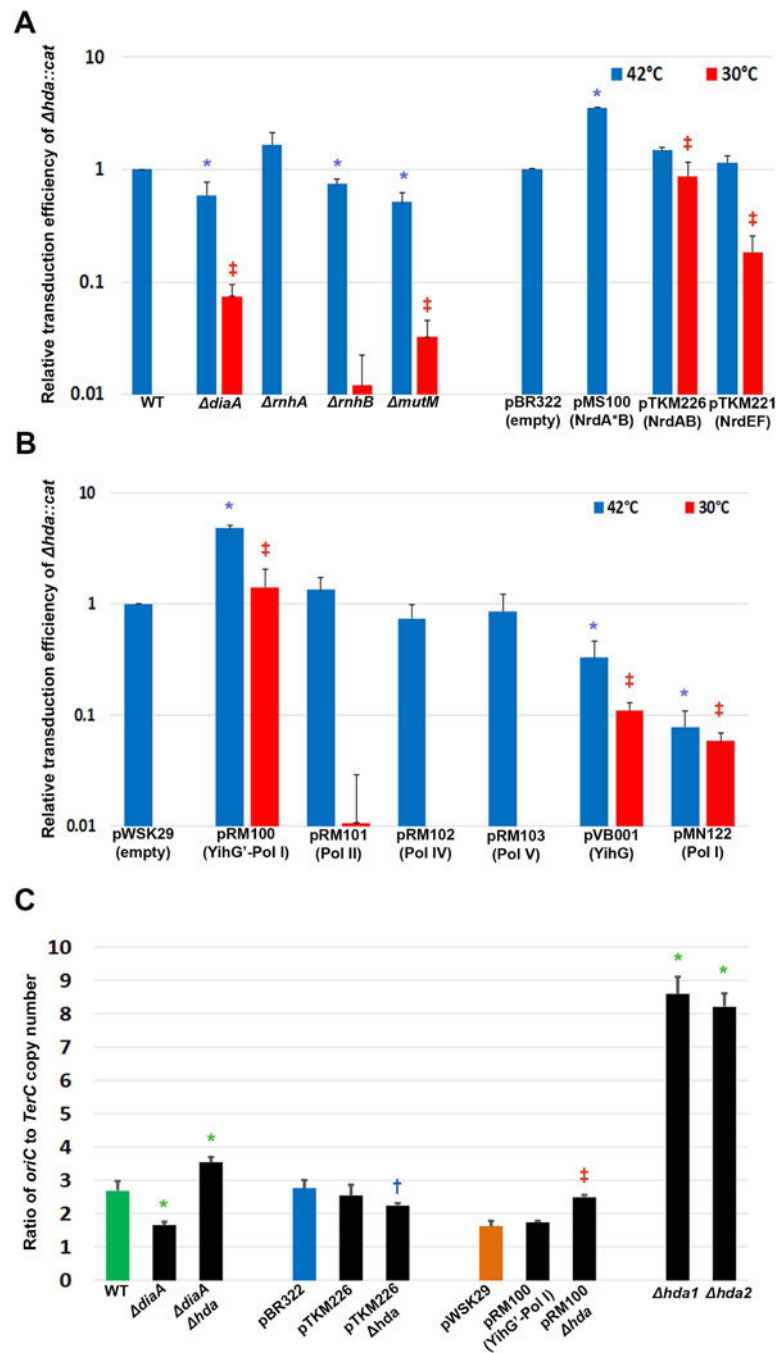 A
Relative transduction efficiency of Δhda::cat
10
1
0.1
0.01
42°C
30°C
*
‡
*
*
‡
*
‡
‡
WT
ΔdiaA
ΔrnhA
ΔrnhB
ΔmutM
pBR322
(empty)
pMS100
(NrdA*B)
pTKM226
(NrdAB)
pTKM221
(NrdEF)
B
Relative transduction efficiency of Δhda::cat
10
1
0.1
0.01
42°C
30°C
*
‡
*
‡
*
‡
pWSK29
(empty)
pRM100
(YihG'-Pol I)
pRM101
(Pol II)
pRM102
(Pol IV)
pRM103
(Pol V)
pVB001
(YihG)
pMN122
(Pol I)
C
Ratio of oriC to TerC copy number
10
9
8
7
6
5
4
3
2
1
0
*
*
†
‡
*
*
WT
ΔdiaA
ΔdiaA
Δhda
pBR322
pTKM226
pTKM226
Δhda
pWSK29
pRM100
(YihG'-Pol I)
pRM100
Δhda
Δhda1
Δhda2